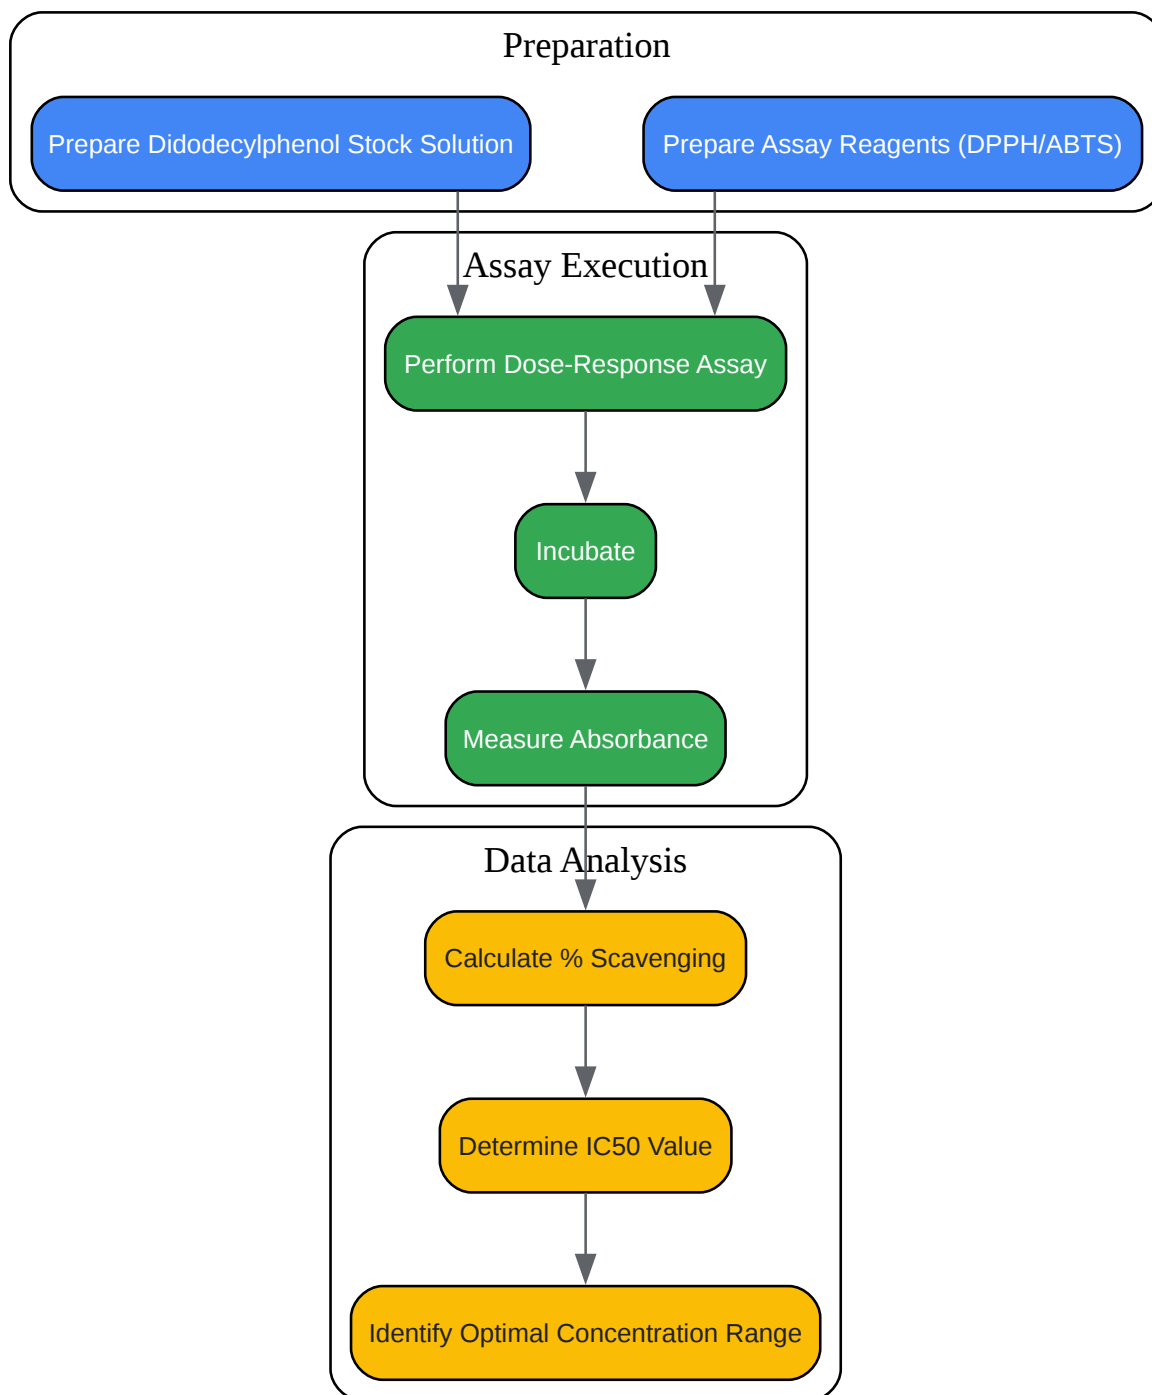 Preparation
Prepare Didodecylphenol Stock Solution
Prepare Assay Reagents (DPPH/ABTS)
Assay Execution
Perform Dose-Response Assay
Incubate
Measure Absorbance
Data Analysis
Calculate % Scavenging
Determine IC50 Value
Identify Optimal Concentration Range